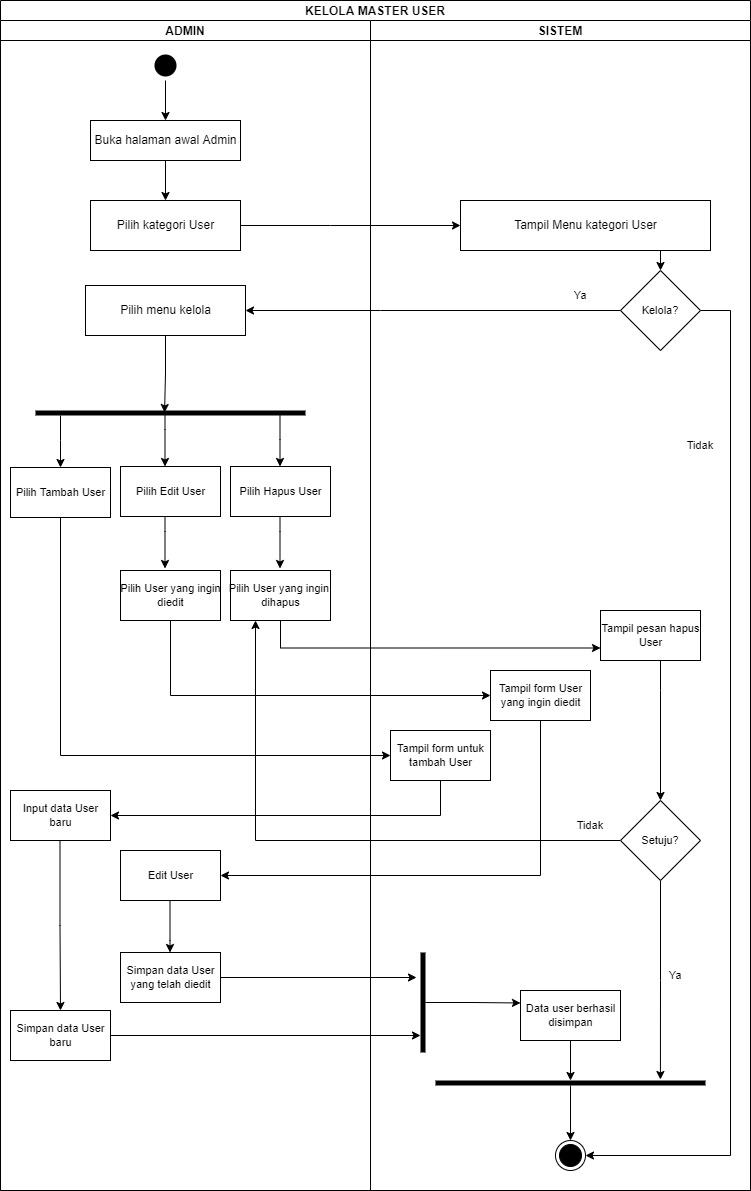 KELOLA MASTER USER
ADMIN
SISTEM
Buka halaman awal Admin
Pilih kategori User
Tampil Menu kategori User
Ya
Pilih menu kelola
Kelola?
Tidak
Pilih Tambah User
Pilih Edit User
Pilih Hapus User
Pilih User yang ingin
diedit
Pilih User yang ingin
dihapus
Tampil pesan hapus
User
Tampil form User
yang ingin diedit
Tampil form untuk
tambah User
Input data User
baru
Tidak
Setuju?
Edit User
Simpan data User
yang telah diedit
Ya
Data user berhasil
disimpan
Simpan data User
baru